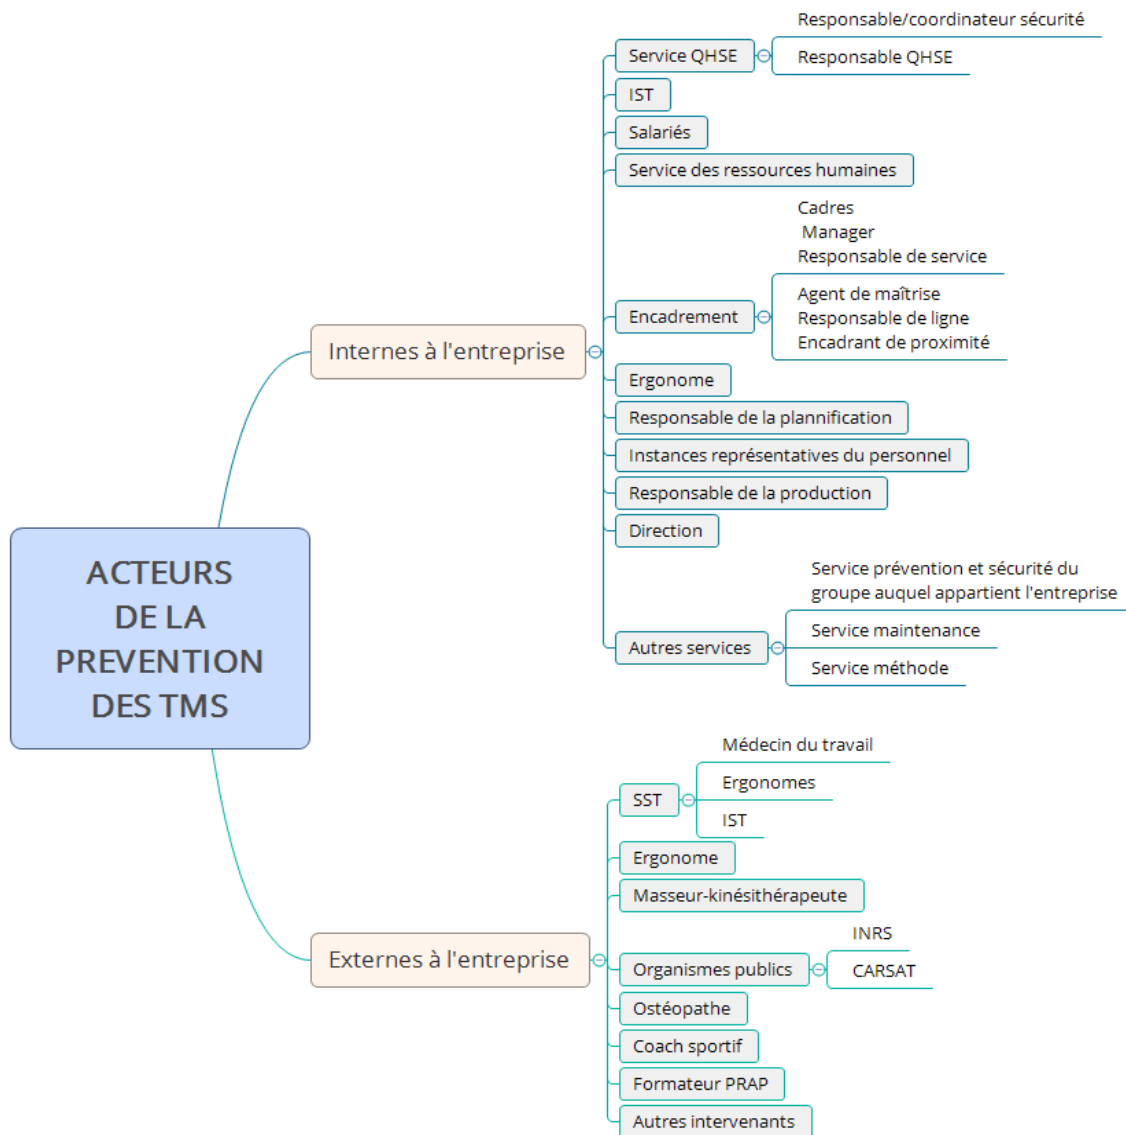 ACTEURS
DE LA
PREVENTION
DES TMS
Internes à l'entreprise
Service QHSE
Responsable/coordinateur sécurité
Responsable QHSE
IST
Salariés
Service des ressources humaines
Encadrement
Cadres
Manager
Responsable de service
Agent de maîtrise
Responsable de ligne
Encadrant de proximité
Ergonome
Responsable de la plannification
Instances représentatives du personnel
Responsable de la production
Direction
Autres services
Service prévention et sécurité du
groupe auquel appartient l'entreprise
Service maintenance
Service méthode
Externes à l'entreprise
SST
Médecin du travail
Ergonomes
IST
Ergonome
Masseur-kinésithérapeute
Organismes publics
INRS
CARSAT
Ostéopathe
Coach sportif
Formateur PRAP
Autres intervenants